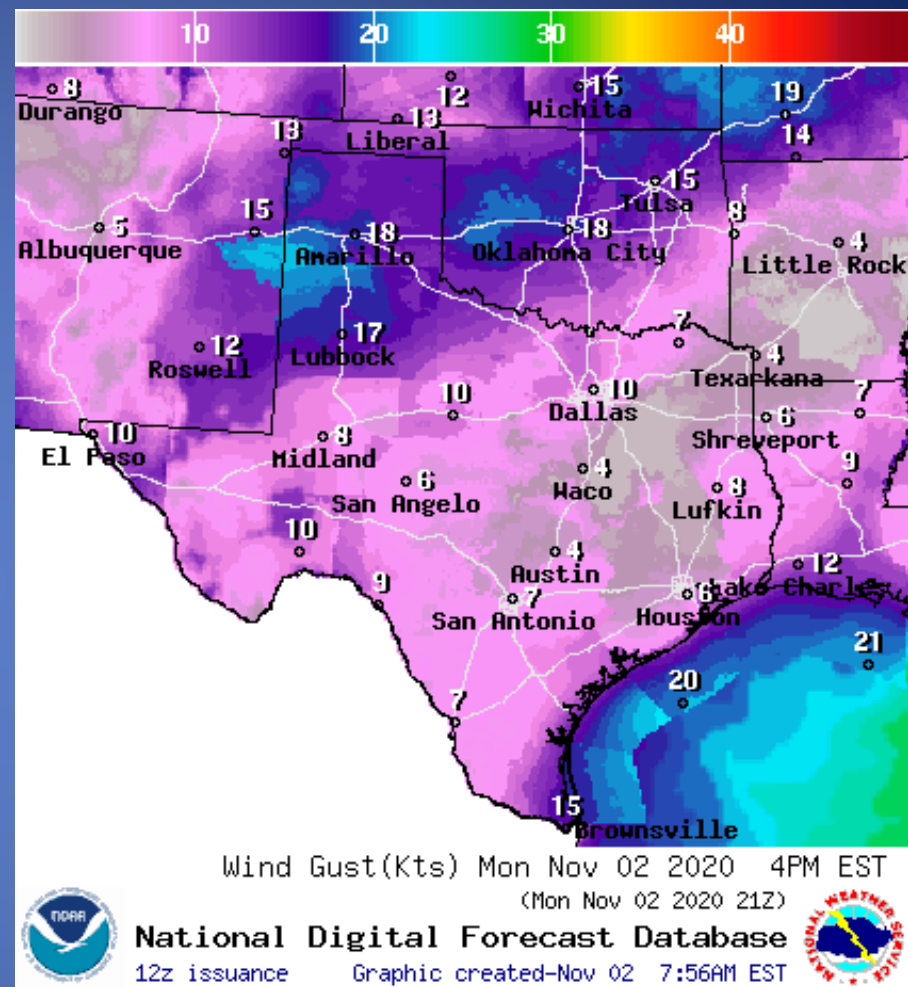 10 20 30 40
8 12 15 19
Durango 13 Liberal 13 Wichita 14
15 Tulsa
5 15 18 18 8 4
Albuquerque Amarillo Oklahoma City Little Rock
12 17 7 4
Roswell Lubbock Texarkana
10 10 7
Dallas 6
10 8 Shreveport
El Paso Midland 9
6 4 8
San Angelo Waco Lufkin
10 4 12
Austin Lake Charles
9 7 6
San Antonio Houston
21
7 20
15
Brownsville
Wind Gust(Kts) Mon Nov 02 2020 4PM EST
(Mon Nov 02 2020 21Z)
NOAA
National Digital Forecast Database
12z issuance Graphic created-Nov 02 7:56AM EST
NATIONAL WEATHER SERVICE